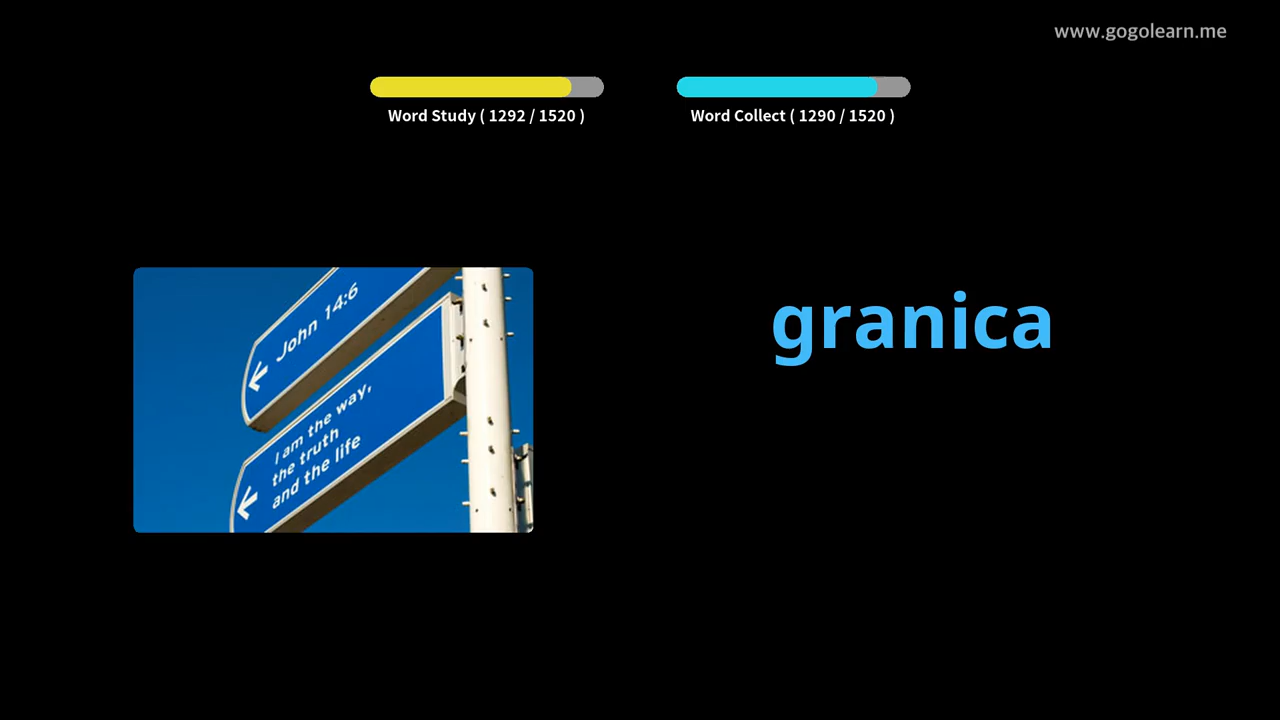 www.gogolearn.me
Word Study ( 1292 / 1520 )
Word Collect ( 1290 / 1520 )
John 14:6
I am the way,
the truth
and the life
granica